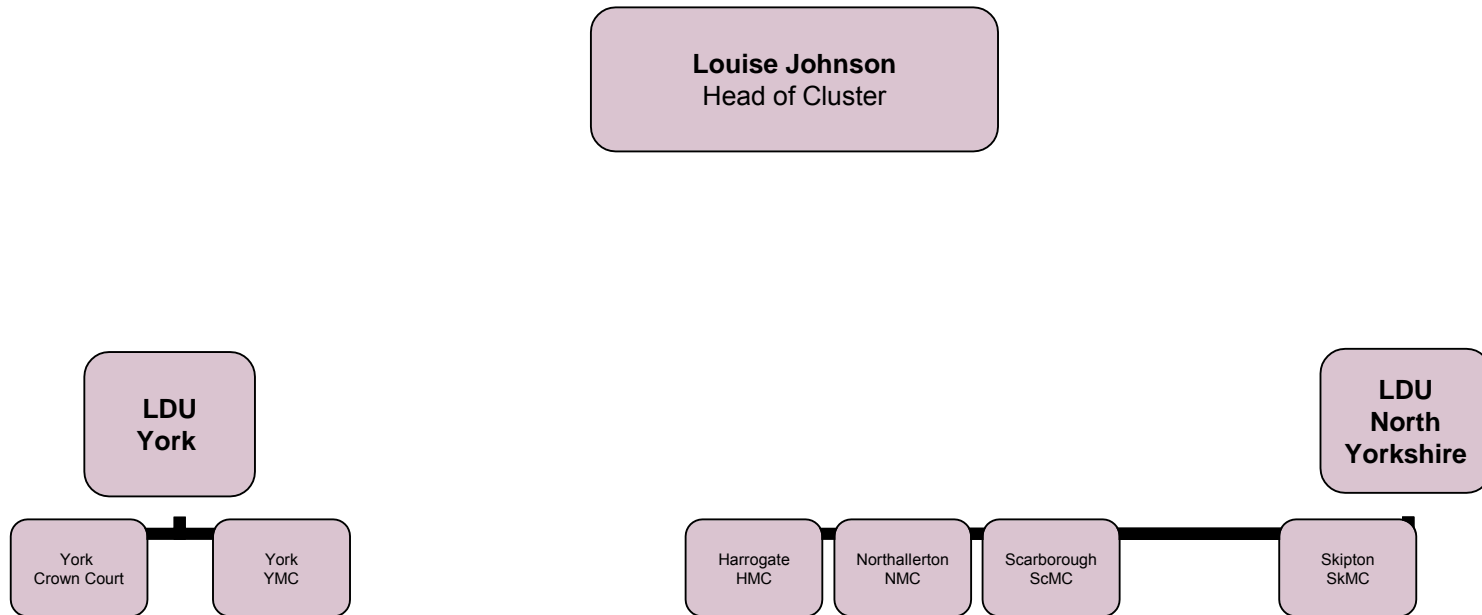 Louise Johnson
Head of Cluster
LDU
York
LDU
North
Yorkshire
York
Crown Court
York
YMC
Harrogate
HMC
Northallerton
NMC
Scarborough
ScMC
Skipton
SkMC